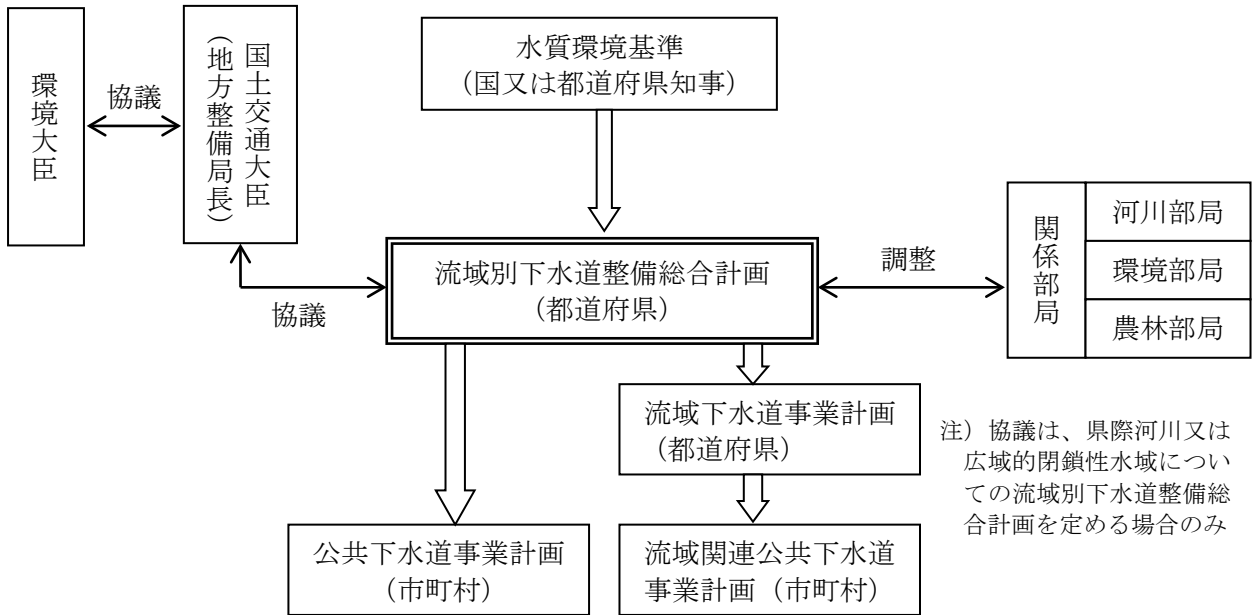 環境大臣
協議
国土交通大臣
（地方整備局長）
水質環境基準
（国又は都道府県知事）
協議
流域別下水道整備総合計画
（都道府県）
調整
関係部局
河川部局
環境部局
農林部局
流域下水道事業計画
（都道府県）
注）協議は、県際河川又は
広域的閉鎖性水域につい
ての流域別下水道整備総
合計画を定める場合のみ
公共下水道事業計画
（市町村）
流域関連公共下水道
事業計画（市町村）